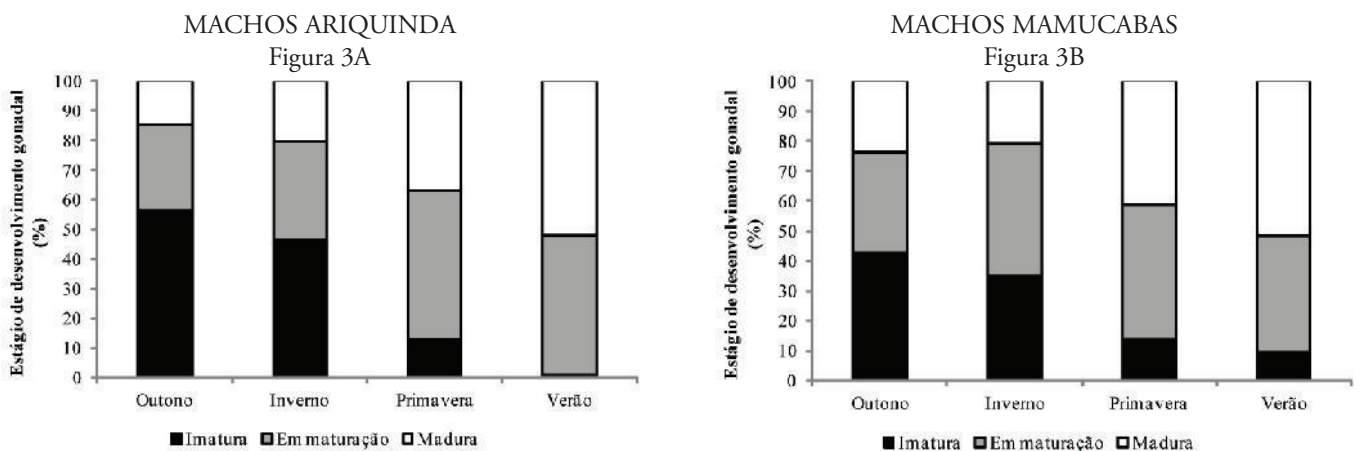 MACHOS ARIQUINDA
Figura 3A
Estágio de desenvolvimento gonadal
(%)
100
90
80
70
60
50
40
30
20
10
0
Outono Inverno Primavera Verão
Imatura Em maturação Madura
MACHOS MAMUCABAS
Figura 3B
Estágio de desenvolvimento gonadal
(%)
100
90
80
70
60
50
40
30
20
10
0
Outono Inverno Primavera Verão
Imatura Em maturação Madura